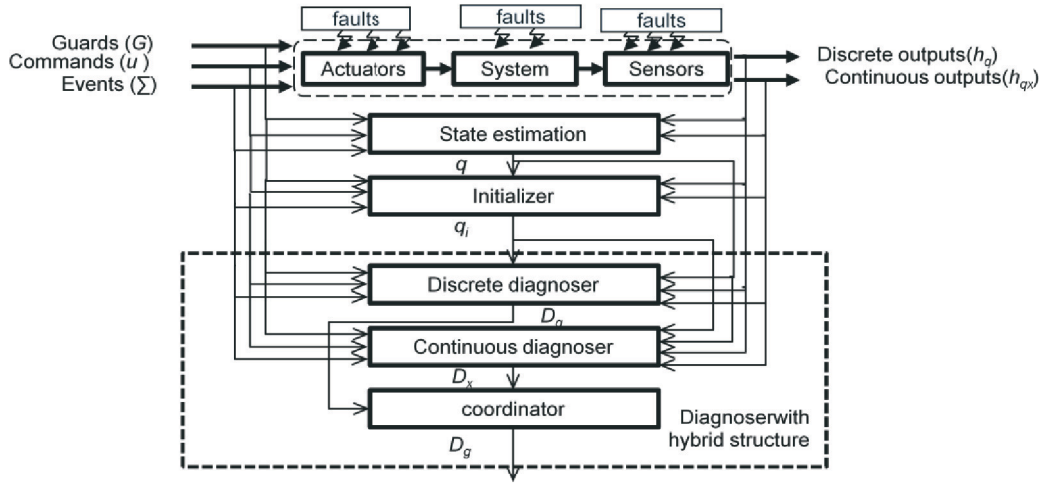 faults
faults
faults
Guards (G)
Commands (u )
Events (∑)
Actuators
System
Sensors
Discrete outputs(hq)
Continuous outputs(hqx)
State estimation
q
Initializer
qi
Discrete diagnoser
Dq
Continuous diagnoser
Dx
coordinator
Diagnoserwith
hybrid structure
Dg